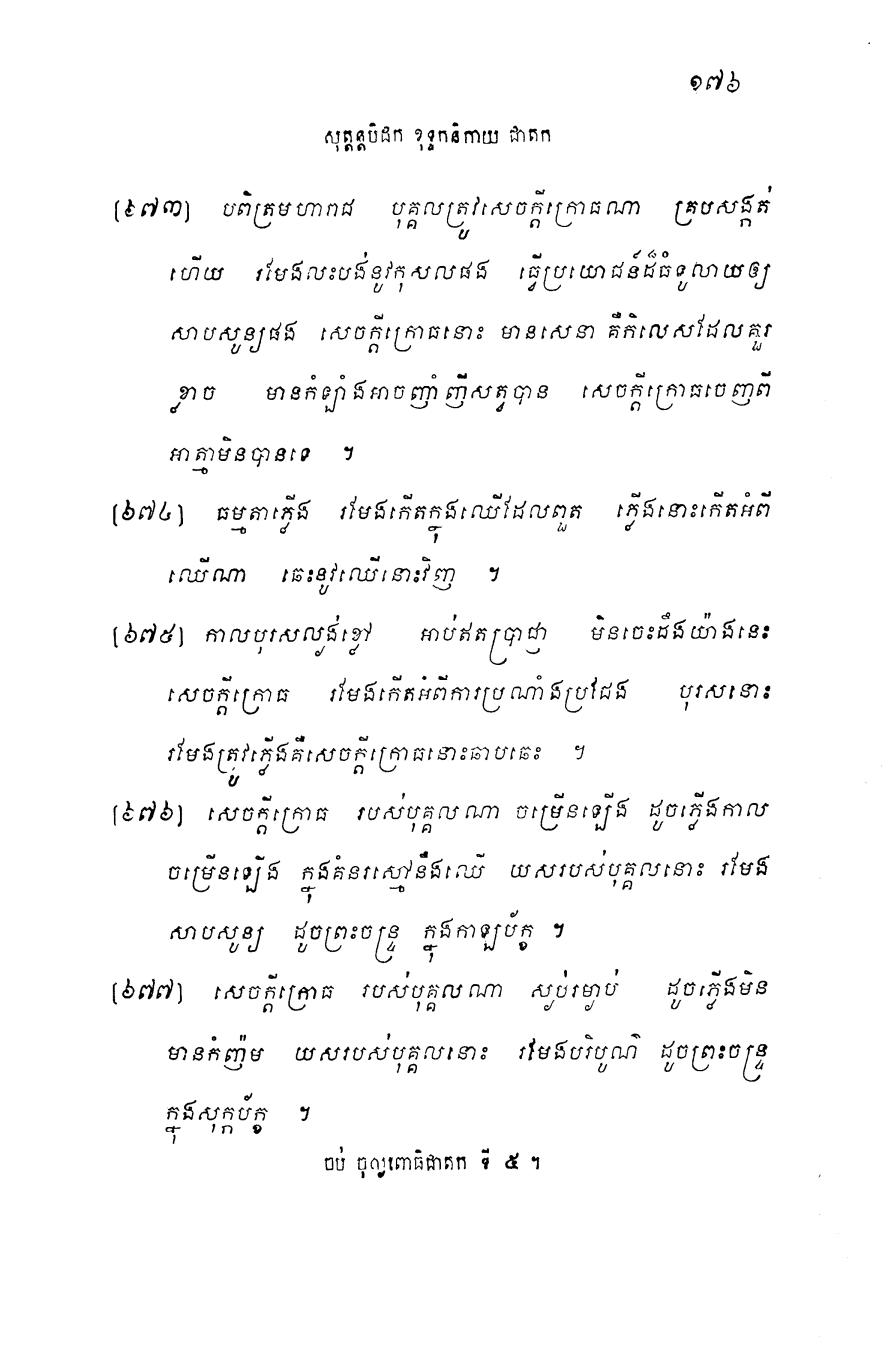 ១៧៦
សុត្តន្តបិដក ខុទ្ទកនិកាយ ជាតក
[៦៧៣] បពិត្រមហារាជ បុគ្គលត្រូវសេចក្តីក្រោធណា គ្របសង្កត់
ហើយ រមែងលះបង់នូវកុសលផង ធ្វើប្រយោជន៍ដ៏ធំទូលាយឲ្យ
សាបសូន្យផង សេចក្តីក្រោធនោះ មានសេនា គឺកិលេសដែលគួរ
ខ្លាច មានកំឡាំងអាចញាំញីសត្វបាន សេចក្តីក្រោធចេញពី
អាត្មាមិនបានទេ ។
[៦៧៤] ធម្មតាភ្លើង រមែងកើតក្នុងឈើដែលពួត ភ្លើងនោះកើតអំពី
ឈើណា ឆេះនូវឈើនោះវិញ ។
[៦៧៥] កាលបុរសល្ងង់ខ្លៅ អាប់ឥតប្រាជ្ញា មិនចេះដឹងយ៉ាងនេះ
សេចក្តីក្រោធ រមែងកើតអំពីការប្រណាំងប្រជែង បុរសនោះ
រមែងត្រូវភ្លើងគឺសេចក្តីក្រោធនោះឆាបឆេះ ។
[៦៧៦] សេចក្តីក្រោធ របស់បុគ្គលណា ចម្រើនឡើង ដូចភ្លើងកាល
ចម្រើនឡើង ក្នុងគំនរស្មៅនឹងឈើ យសរបស់បុគ្គលនោះ រមែង
សាបសូន្យ ដូចព្រះចន្ទ្រ ក្នុងកាឡប័ក្ខ ។
[៦៧៧] សេចក្តីក្រោធ របស់បុគ្គលណា ស្ងប់រម្ងាប់ ដូចភ្លើងមិន
មានកំញ៉ម យសរបស់បុគ្គលនោះ រមែងបរិបូណ៌ ដូចព្រះចន្ទ្រ
ក្នុងសុក្កប័ក្ខ ។
ចប់ ចុល្លពោធិជាតក ទី ៥ ។